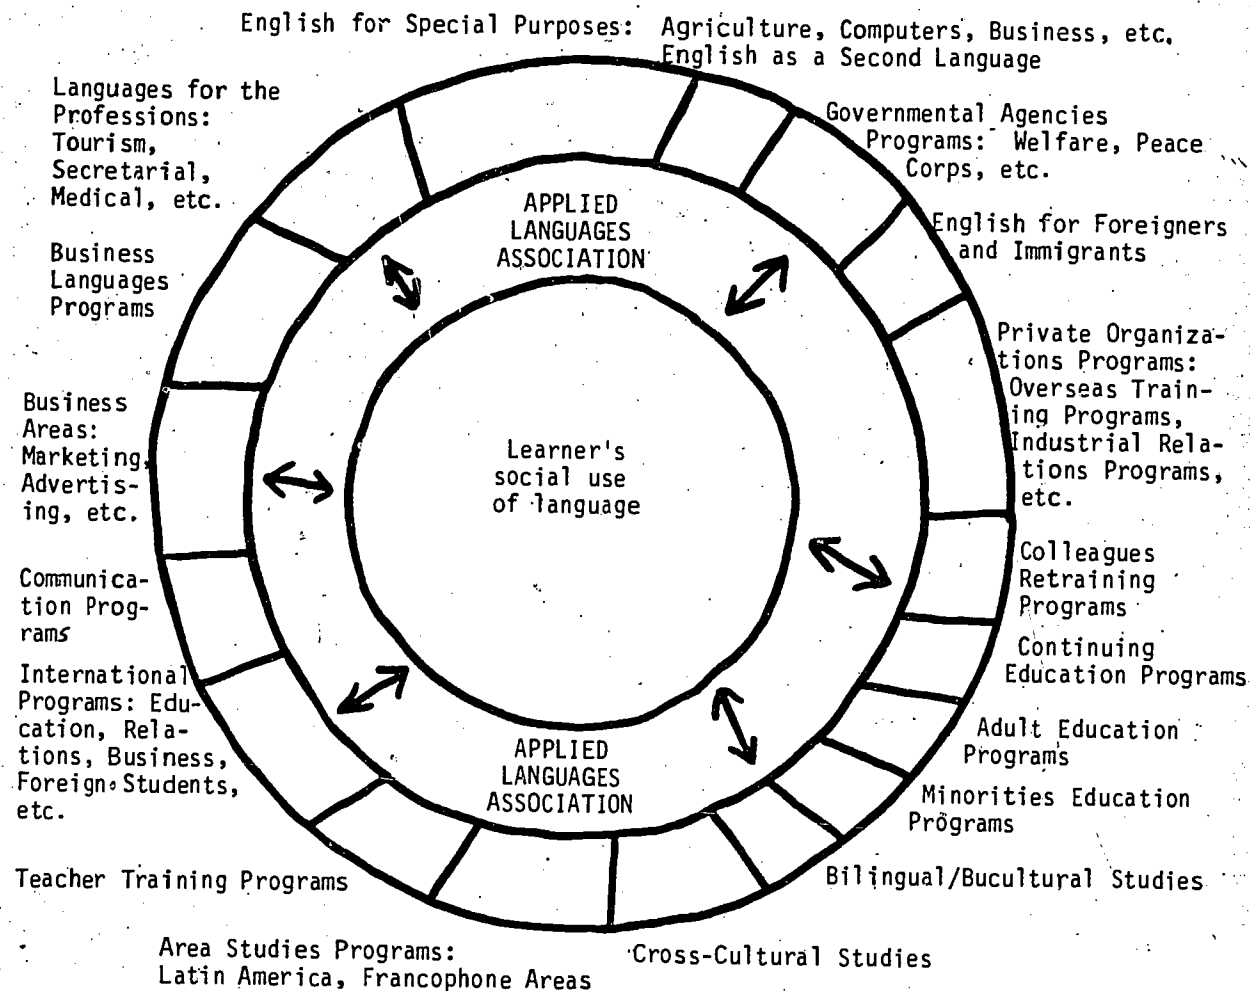 English for Special Purposes: Agriculture, Computers, Business, etc.
English as a Second Language
Languages for the
Professions:
Tourism,
Secretarial,
Medical, etc.
Governmental Agencies
Programs: Welfare, Peace
Corps, etc.
APPLIED
LANGUAGES
ASSOCIATION
English for Foreigners
and Immigrants
Business
Languages
Programs
Private Organiza-
tions Programs:
Overseas Train-
ing Programs,
Industrial Rela-
tions Programs,
etc.
Business
Areas:
Marketing,
Advertis-
ing, etc.
Learner's
social use
of language
Colleagues
Retraining
Programs
Communica-
tion Prog-
rams
Continuing
Education Programs
International
Programs: Edu-
cation, Rela-
tions, Business,
Foreign Students,
etc.
Adult Education
Programs
APPLIED
LANGUAGES
ASSOCIATION
Minorities Education
Programs
Teacher Training Programs
Bilingual/Bucultural Studies
Area Studies Programs:
Latin America, Francophone Areas
Cross-Cultural Studies